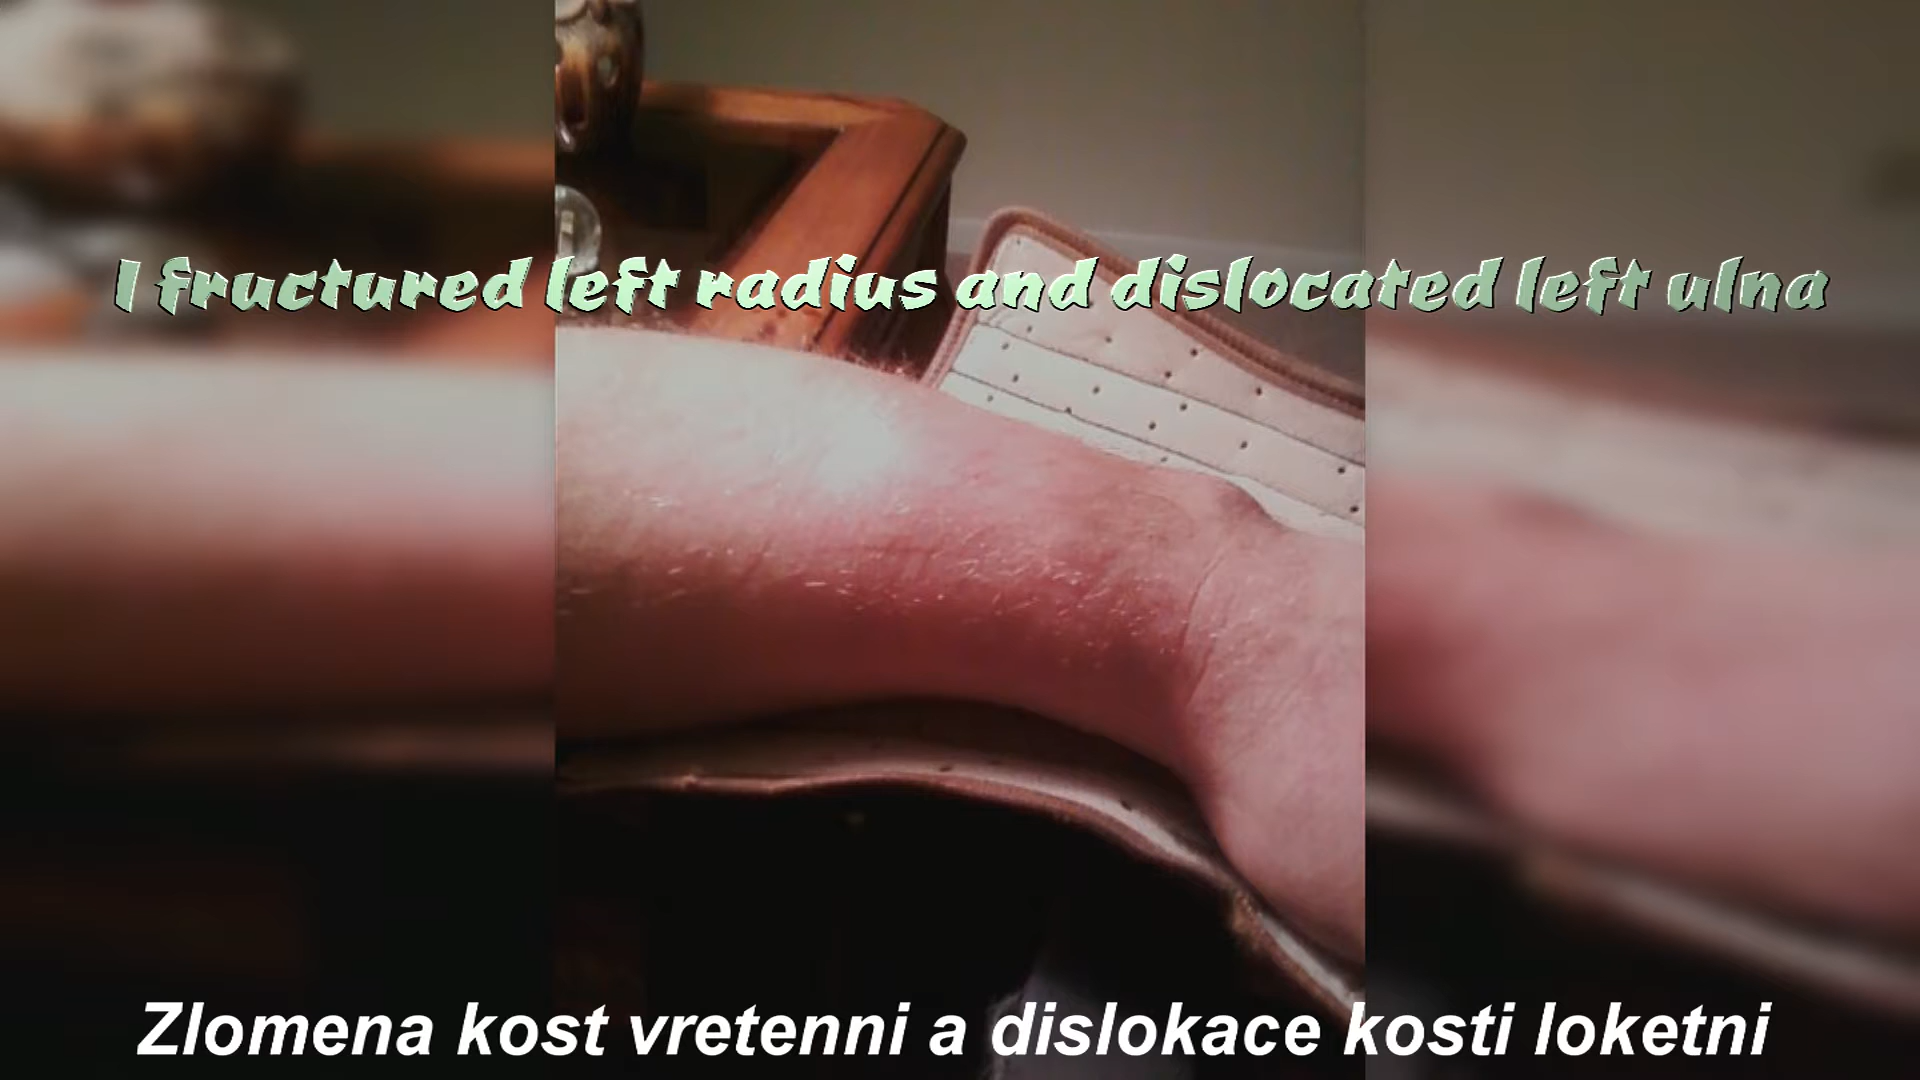 I fructured left radius and dislocated left ulna
Zlomena kost vretenni a dislokace kosti loketni